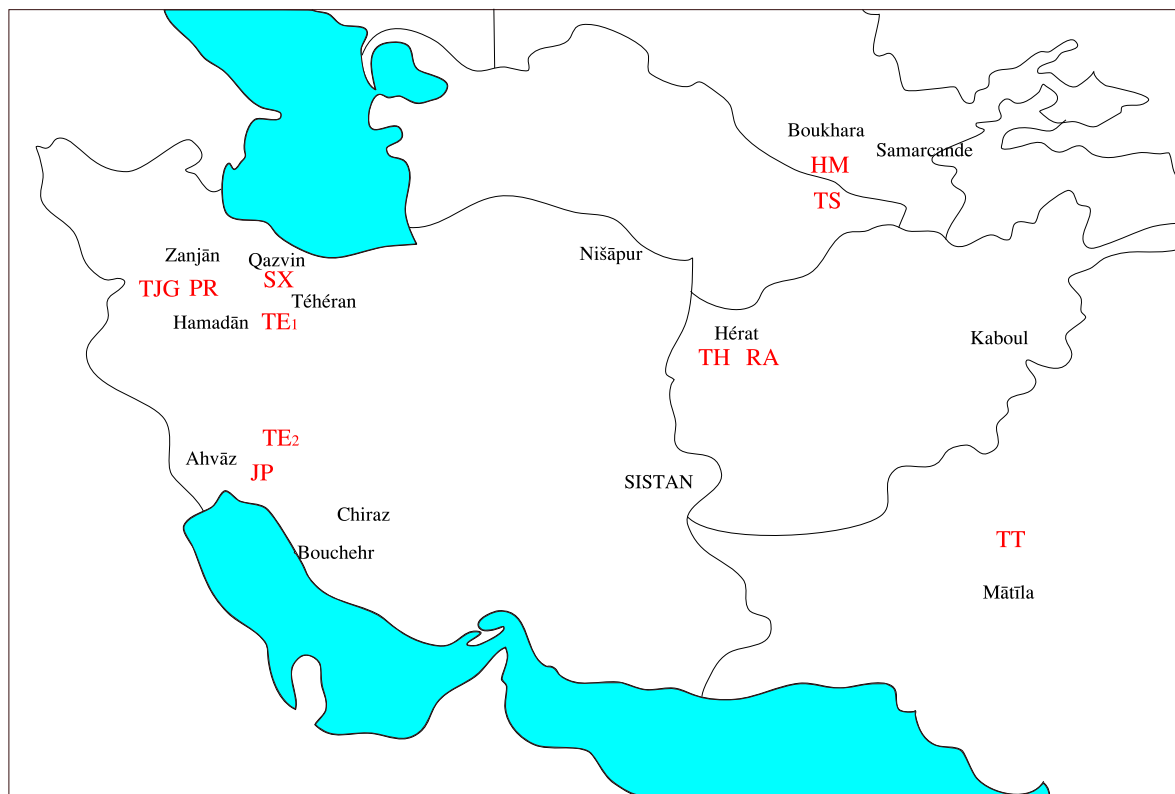 Boukhara
Samarcande
HM
TS
Zanjān
Qazvin
Nišāpur
TJG PR
SX
Téhéran
Hamadān
TE1
Hérat
Kaboul
TH RA
TE2
Ahvāz
JP
SISTAN
Chiraz
Bouchehr
TT
Mātīla